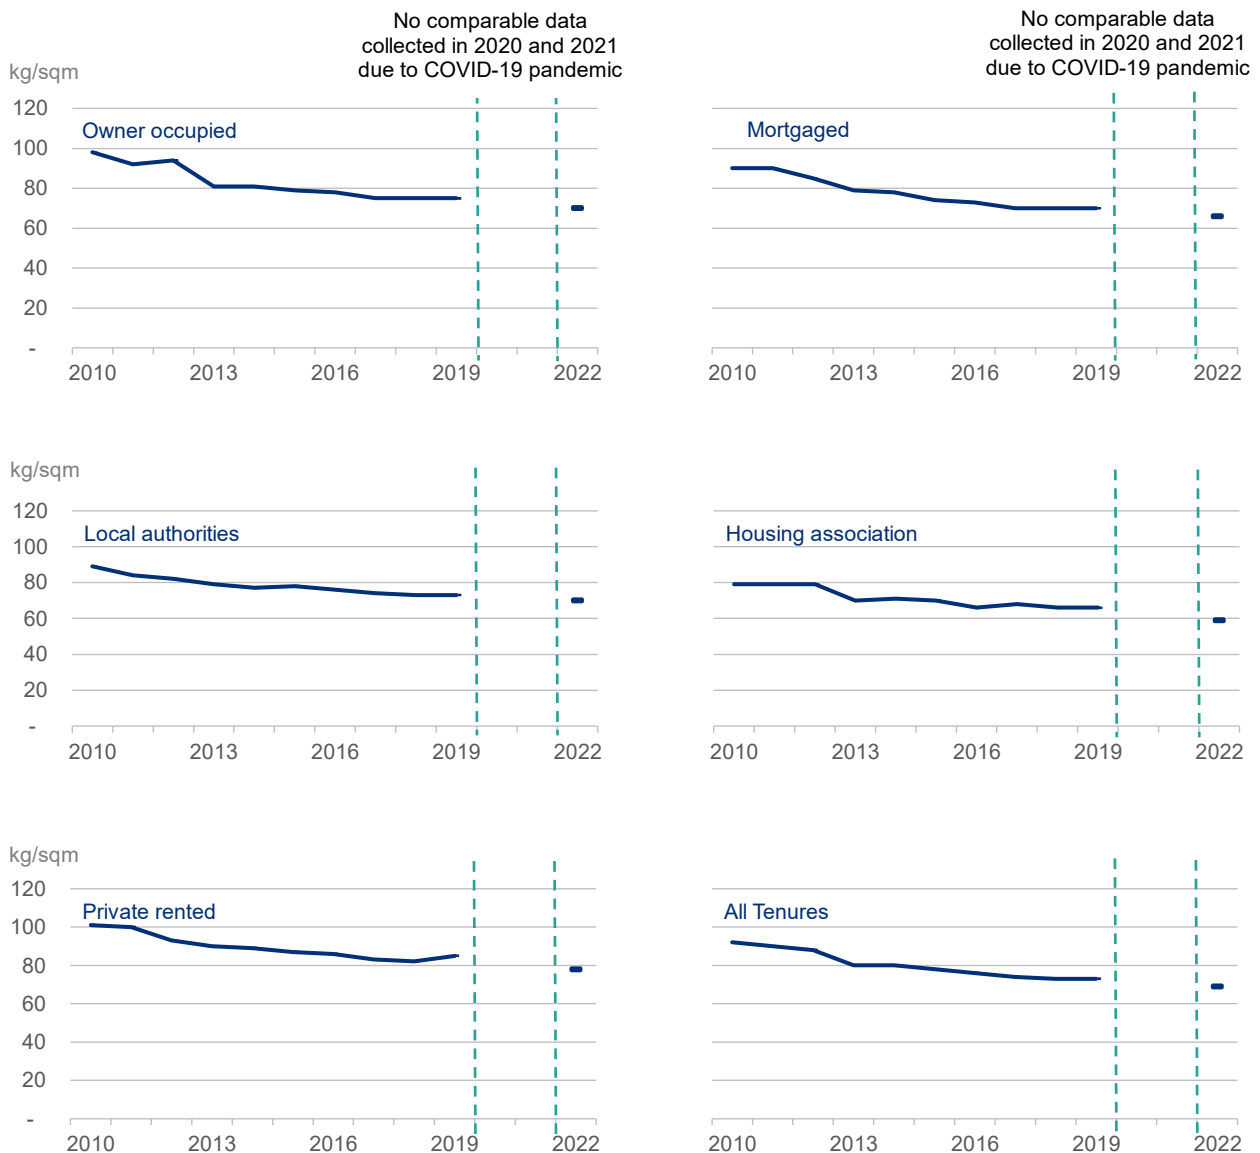 No comparable data
collected in 2020 and 2021
due to COVID-19 pandemic
No comparable data
collected in 2020 and 2021
due to COVID-19 pandemic
kg/sqm
120
100
80
60
40
20
-
Owner occupied
2010 2013 2016 2019 2022
Mortgaged
2010 2013 2016 2019 2022
kg/sqm
120
100
80
60
40
20
-
Local authorities
2010 2013 2016 2019 2022
Housing association
2010 2013 2016 2019 2022
kg/sqm
120
100
80
60
40
20
-
Private rented
2010 2013 2016 2019 2022
All Tenures
2010 2013 2016 2019 2022